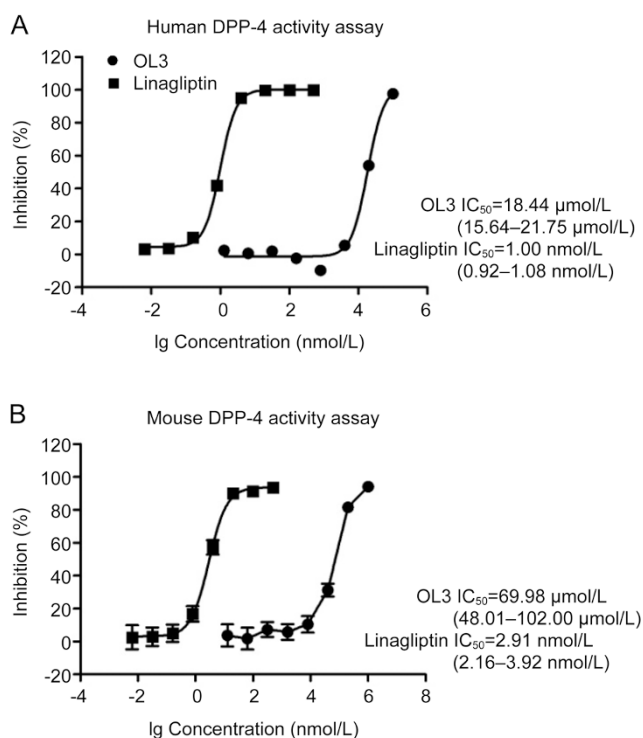 A
Human DPP-4 activity assay
120
100
80
60
40
20
0
-20
Inhibition (%)
OL3
Linagliptin
-4
-2
0
2
4
6
lg Concentration (nmol/L)
OL3 IC50=18.44 μmol/L
(15.64–21.75 μmol/L)
Linagliptin IC50=1.00 nmol/L
(0.92–1.08 nmol/L)
B
Mouse DPP-4 activity assay
120
100
80
60
40
20
0
-20
Inhibition (%)
-4
-2
0
2
4
6
8
lg Concentration (nmol/L)
OL3 IC50=69.98 μmol/L
(48.01–102.00 μmol/L)
Linagliptin IC50=2.91 nmol/L
(2.16–3.92 nmol/L)